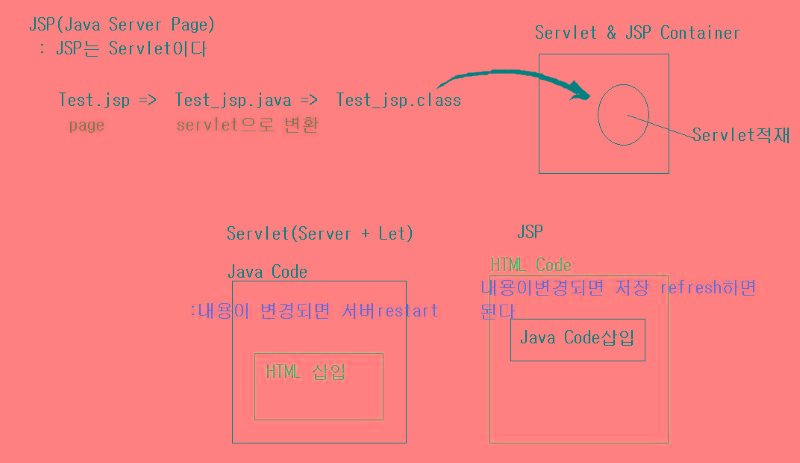 JSP(Java Server Page)
: JSP는 Servlet이다
Servlet & JSP Container
Test.jsp => Test_jsp.java => Test_jsp.class
page servlet으로 변환
Servlet적재
Servlet(Server + Let)
Java Code
:내용이 변경되면 서버restart
HTML 삽입
JSP
HTML Code
내용이변경되면 저장 refresh하면
된다
Java Code삽입